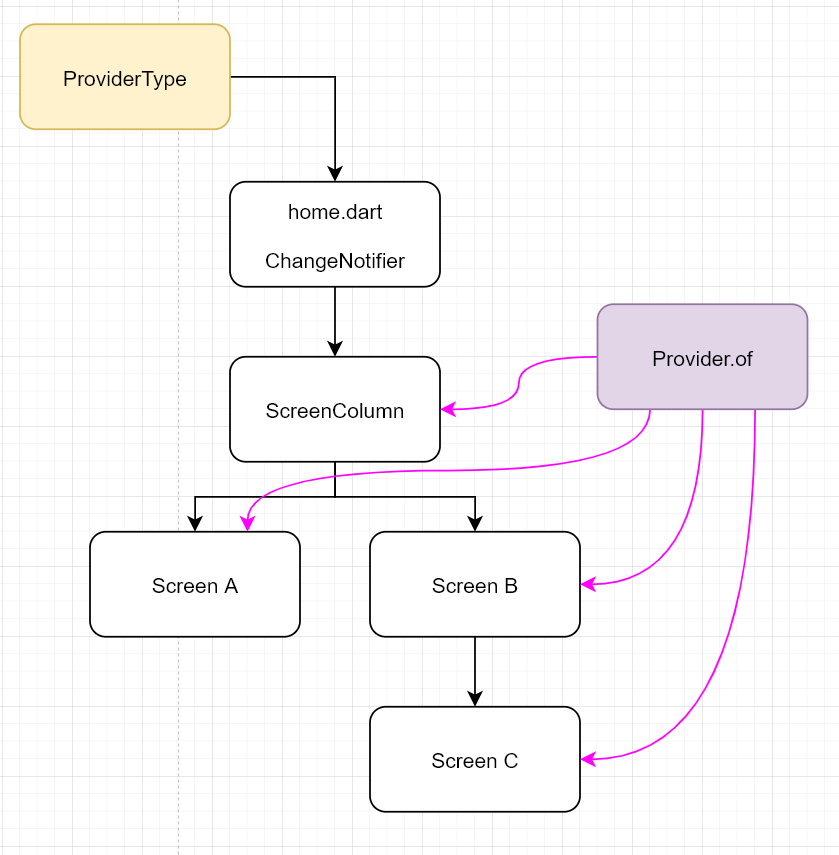 ProviderType
home.dart
ChangeNotifier
Provider.of
ScreenColumn
Screen A
Screen B
Screen C